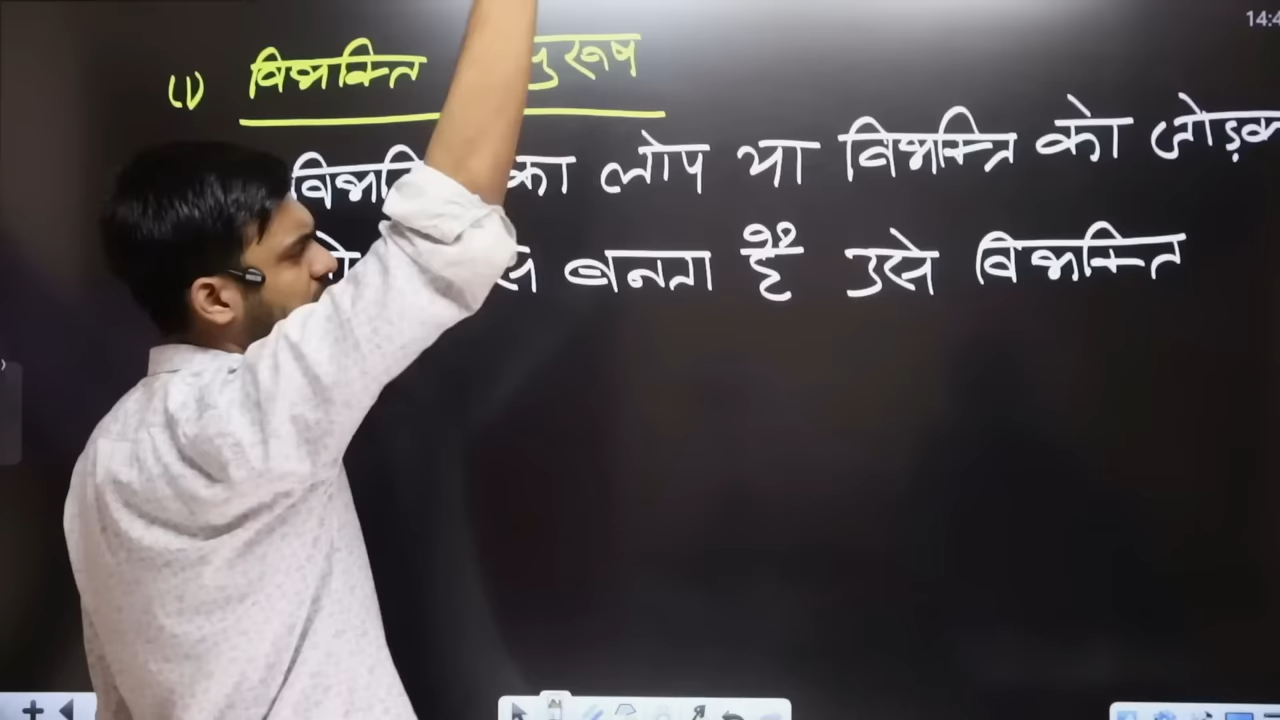 14:4
(1) विभक्ति पुरूष
विभक्ति का लोप या विभक्ति को जोड़क
बनता है उसे विभक्ति